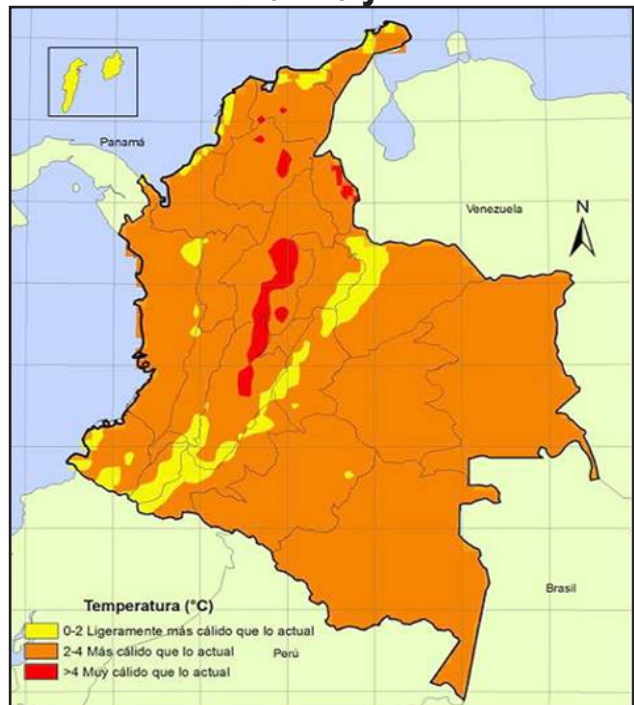 Panamá
Venezuela
N
Brasil
Perú
Temperatura (°C)
0-2 Ligeramente más cálido que lo actual
2-4 Más cálido que lo actual
>4 Muy cálido que lo actual